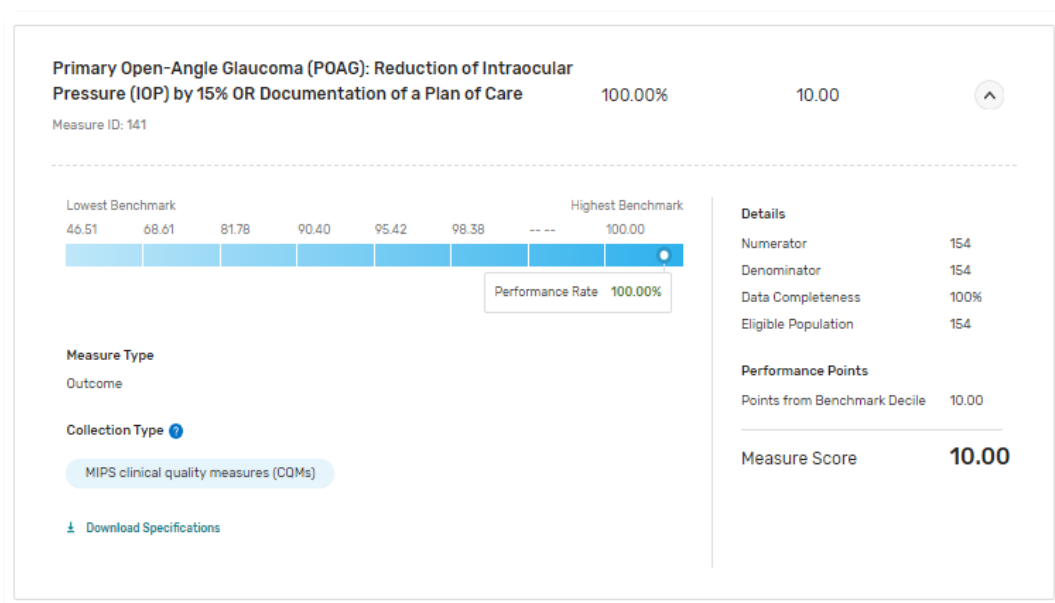 Primary Open-Angle Glaucoma (POAG): Reduction of Intraocular
Pressure (IOP) by 15% OR Documentation of a Plan of Care
100.00%
10.00
Measure ID: 141
Lowest Benchmark
Highest Benchmark
46.51 68.61 81.78 90.40 95.42 98.38 -- -- 100.00
Performance Rate 100.00%
Measure Type
Outcome
Collection Type ?
MIPS clinical quality measures (CQMs)
Download Specifications
Details
Numerator 154
Denominator 154
Data Completeness 100%
Eligible Population 154
Performance Points
Points from Benchmark Decile 10.00
Measure Score 10.00